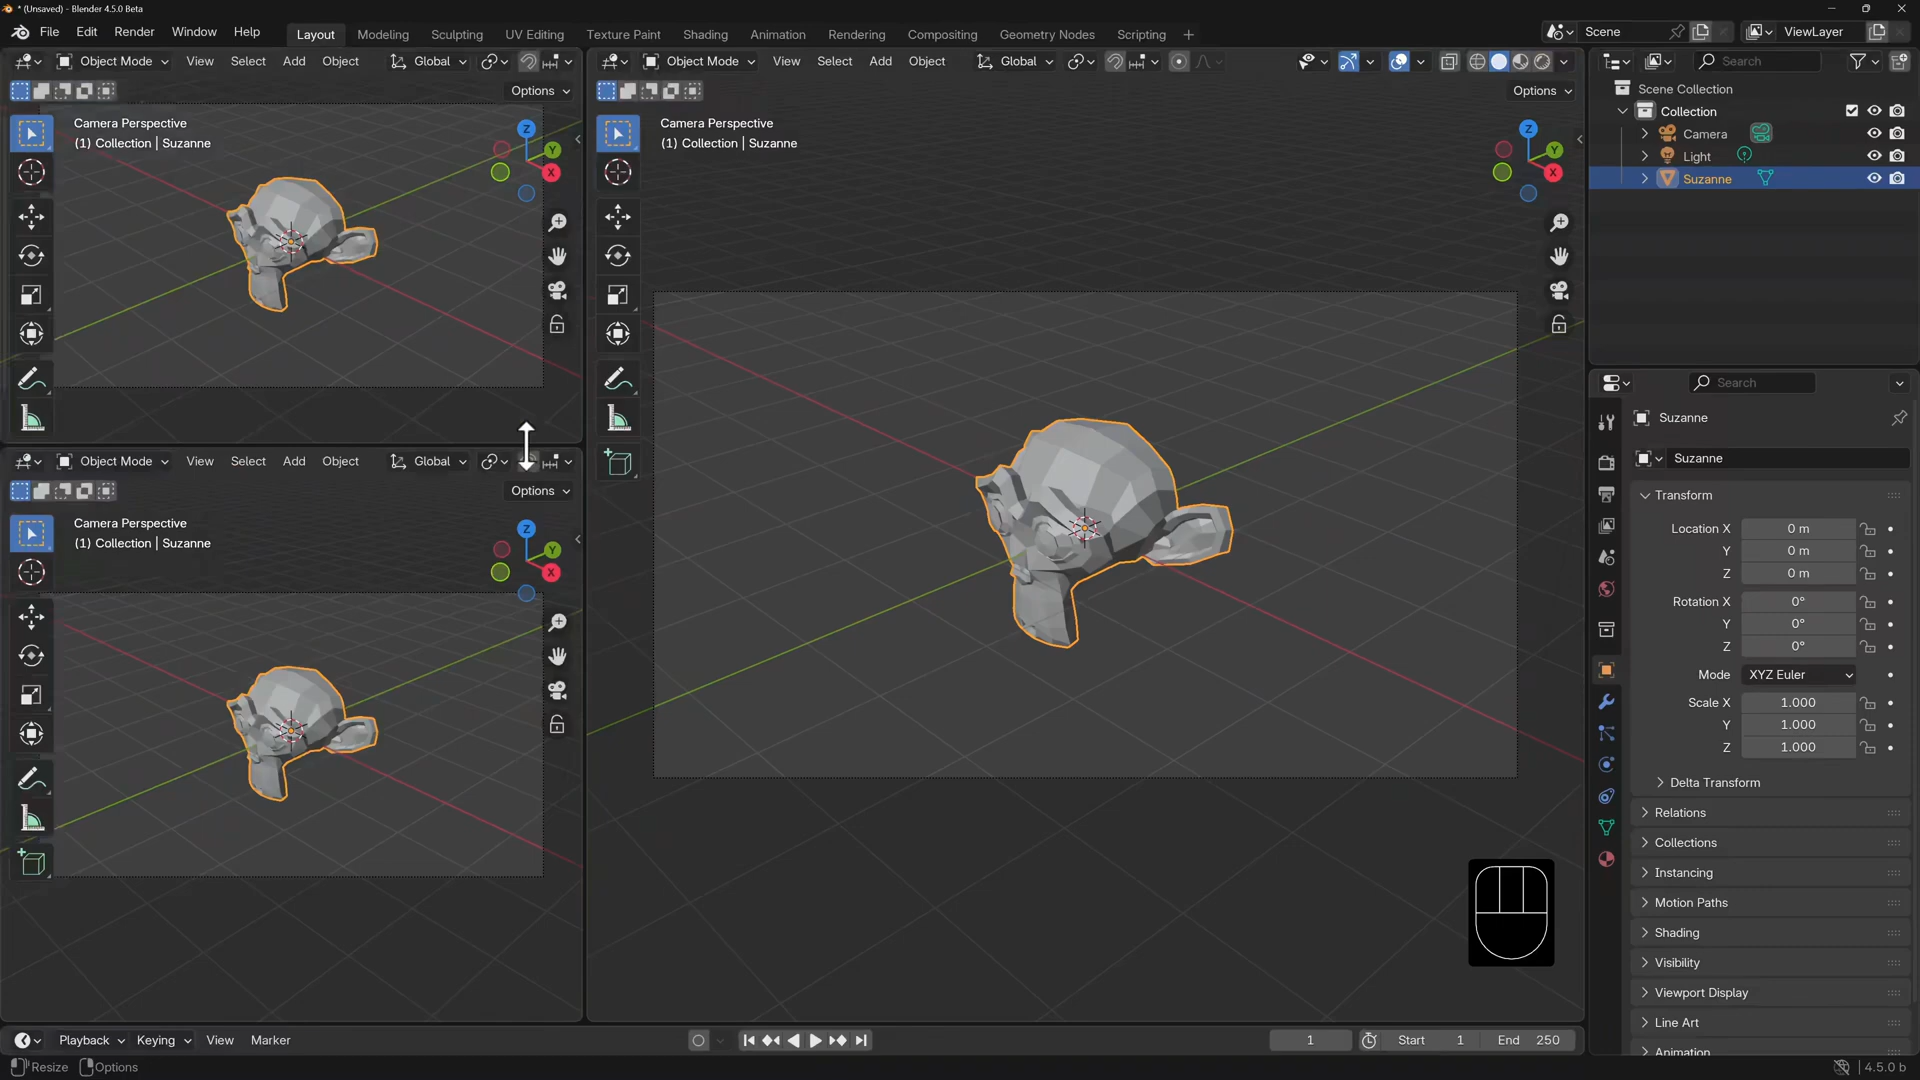 * (Unsaved) - Blender 4.5.0 Beta
File Edit Render Window Help Layout Modeling Sculpting UV Editing Texture Paint Shading Animation Rendering Compositing Geometry Nodes Scripting + Scene ViewLayer
Object Mode View Select Add Object Global
Options
Camera Perspective
(1) Collection | Suzanne
Z
Y
X
Object Mode View Select Add Object Global
Options
Camera Perspective
(1) Collection | Suzanne
Z
Y
X
Object Mode View Select Add Object Global
Options
Camera Perspective
(1) Collection | Suzanne
Z
Y
X
Search
Scene Collection
Collection
Camera
Light
Suzanne
Search
Suzanne
Suzanne
Transform
Location X 0 m
Y 0 m
Z 0 m
Rotation X 0°
Y 0°
Z 0°
Mode XYZ Euler
Scale X 1.000
Y 1.000
Z 1.000
Delta Transform
Relations
Collections
Instancing
Motion Paths
Shading
Visibility
Viewport Display
Line Art
Animation
Playback Keying View Marker 1 Start 1 End 250
Resize Options 4.5.0 b